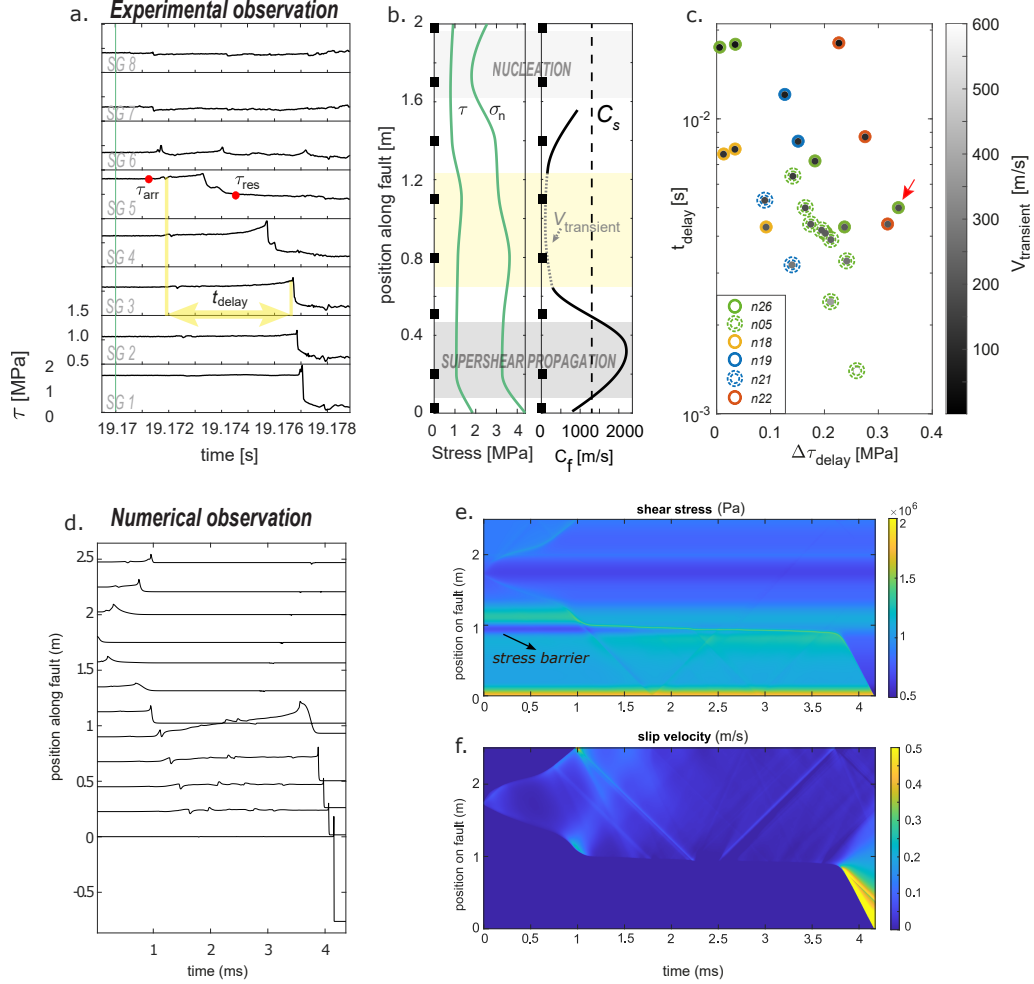 Experimental observation
a.
SG 8
SG 7
SG 6
τarr
τres
SG 5
SG 4
SG 3
tdelay
1.5
1.0
0.5
SG 2
2
1
0
SG 1
τ [MPa]
19.17 19.172 19.174 19.176 19.178
time [s]
b.
2
1.6
1.2
0.8
0.4
0
position along fault [m]
NUCLEATION
τ
σn
Cs
Vtransient
SUPERSHEAR PROPAGATION
0 1 2 3 4
Stress [MPa]
0 1000 2000
Cf [m/s]
c.
10-2
10-3
tdelay [s]
n26
n05
n18
n19
n21
n22
0 0.1 0.2 0.3 0.4
Δτdelay [MPa]
600
500
400
300
200
100
Vtransient [m/s]
d.
Numerical observation
25
2
1.5
1
0.5
0
-0.5
position along fault (m)
1 2 3 4
time (ms)
e.
shear stress (Pa)
×106
2
1.5
1
0.5
2
1
0
position on fault (m)
stress barrier
0 0.5 1 1.5 2 2.5 3 3.5 4
f.
slip velocity (m/s)
0.5
0.4
0.3
0.2
0.1
0
2
1
0
position on fault (m)
0 0.5 1 1.5 2 2.5 3 3.5 4
time (ms)